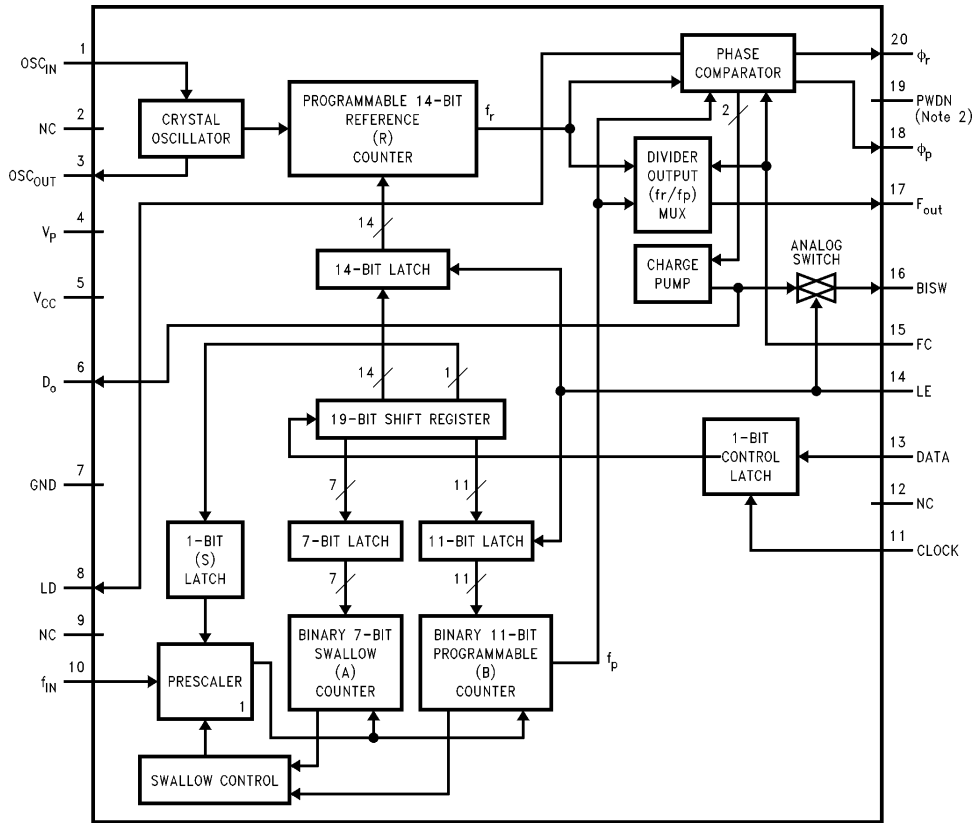 1
OSC_IN
2
NC
3
OSC_OUT
4
V_P
5
V_CC
6
D_o
7
GND
8
LD
9
NC
10
f_IN
CRYSTAL
OSCILLATOR
PROGRAMMABLE 14-BIT
REFERENCE
(R)
COUNTER
f_r
14
14-BIT LATCH
14
1
19-BIT SHIFT REGISTER
7
11
1-BIT
(S)
LATCH
7-BIT LATCH
11-BIT LATCH
7
11
BINARY 7-BIT
SWALLOW
(A)
COUNTER
BINARY 11-BIT
PROGRAMMABLE
(B)
COUNTER
f_p
PRESCALER
1
SWALLOW CONTROL
PHASE
COMPARATOR
2
DIVIDER
OUTPUT
(fr/fp)
MUX
CHARGE
PUMP
ANALOG
SWITCH
1-BIT
CONTROL
LATCH
20
ϕ_r
19
PWDN
(Note 2)
18
ϕ_p
17
F_out
16
BISW
15
FC
14
LE
13
DATA
12
NC
11
CLOCK